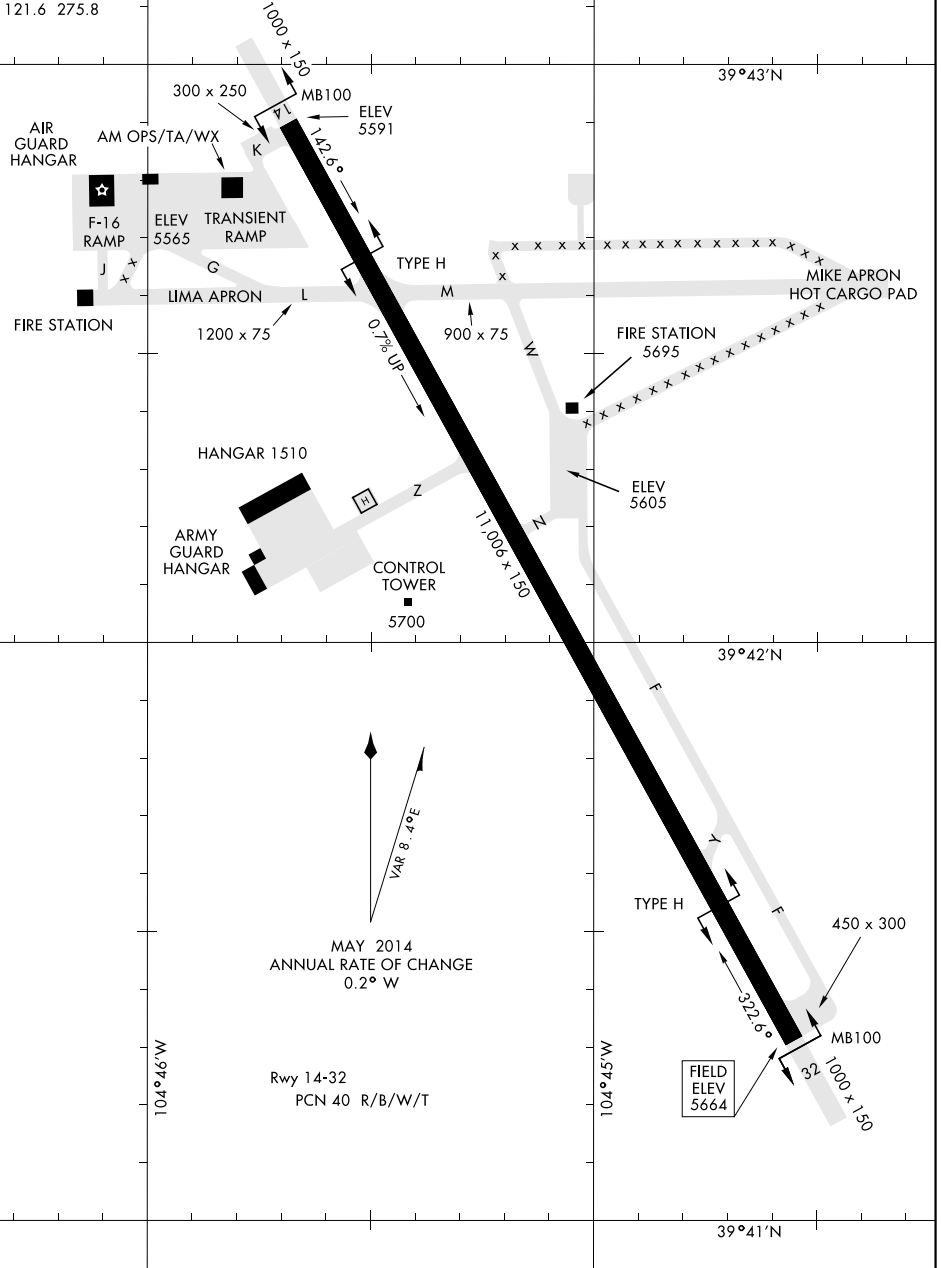 121.6 275.8
1000 x 150
39°43'N
300 x 250
MB100
14
ELEV
5591
AIR
GUARD
HANGAR
AM OPS/TA/WX
K
142.6°
F-16
RAMP
ELEV
5565
TRANSIENT
RAMP
J
G
TYPE H
LIMA APRON
L
M
MIKE APRON
HOT CARGO PAD
x x x x x x x x x x x x x x x x x
x x
x x x x x x x x x x x x x x x
FIRE STATION
1200 x 75
0.7% UP
900 x 75
W
FIRE STATION
5695
HANGAR 1510
H
Z
ELEV
5605
N
11,006 x 150
ARMY
GUARD
HANGAR
CONTROL
TOWER
5700
39°42'N
F
VAR 8.4°E
Y
TYPE H
F
450 x 300
MAY 2014
ANNUAL RATE OF CHANGE
0.2° W
322.6°
MB100
104°46'W
Rwy 14-32
PCN 40 R/B/W/T
104°45'W
FIELD
ELEV
5664
32
1000 x 150
39°41'N